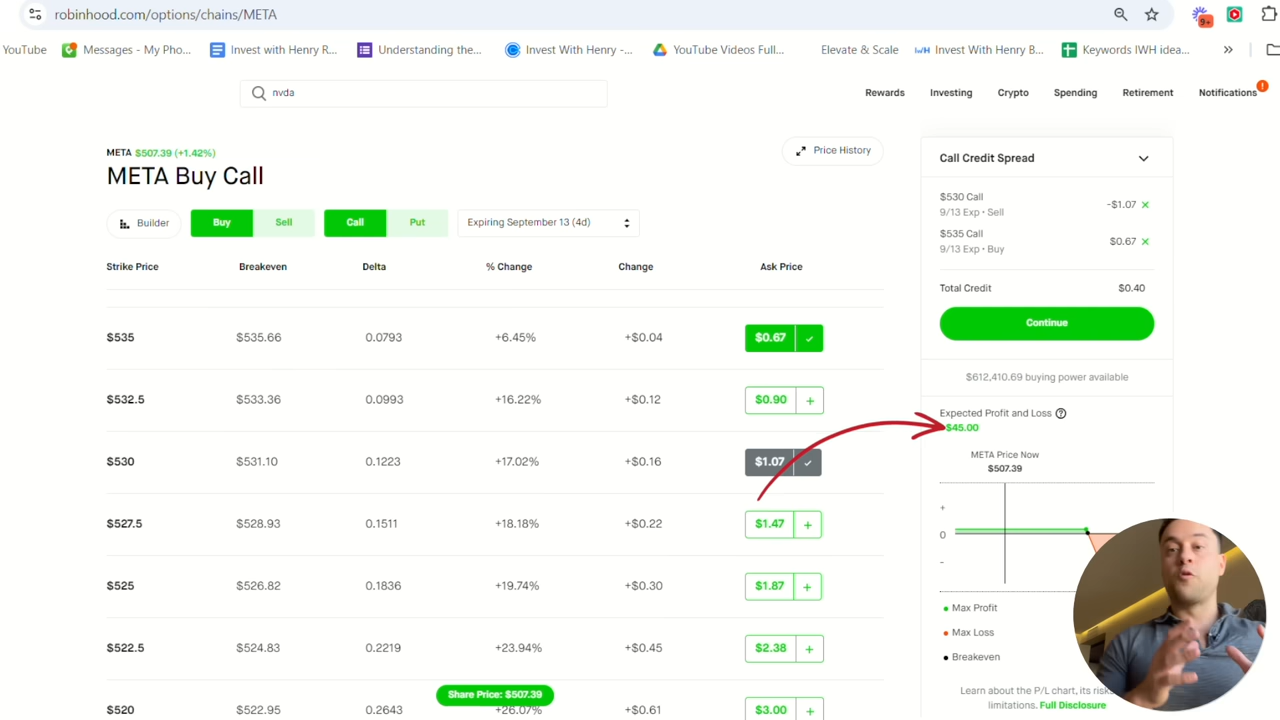 robinhood.com/options/chains/META
9+
YouTube
Messages - My Pho...
Invest with Henry R...
Understanding the...
Invest With Henry -...
YouTube Videos Full...
Elevate & Scale
IWH Invest With Henry B...
Keywords IWH idea...
nvda
Rewards
Investing
Crypto
Spending
Retirement
Notifications
META $507.39 (+1.42%)
META Buy Call
Price History
Builder
Buy
Sell
Call
Put
Expiring September 13 (4d)
Strike Price Breakeven Delta % Change Change Ask Price
$535 $535.66 0.0793 +6.45% +$0.04 $0.67
$532.5 $533.36 0.0993 +16.22% +$0.12 $0.90 +
$530 $531.10 0.1223 +17.02% +$0.16 $1.07
$527.5 $528.93 0.1511 +18.18% +$0.22 $1.47 +
$525 $526.82 0.1836 +19.74% +$0.30 $1.87 +
$522.5 $524.83 0.2219 +23.94% +$0.45 $2.38 +
Share Price: $507.39
$520 $522.95 0.2643 +26.07% +$0.61 $3.00 +
Call Credit Spread
$530 Call
9/13 Exp • Sell
-$1.07 ×
$535 Call
9/13 Exp • Buy
$0.67 ×
Total Credit $0.40
Continue
$612,410.69 buying power available
Expected Profit and Loss ?
$45.00
META Price Now
$507.39
+
0
-
Max Profit
Max Loss
Breakeven
Learn about the P/L chart, its risks
limitations. Full Disclosure